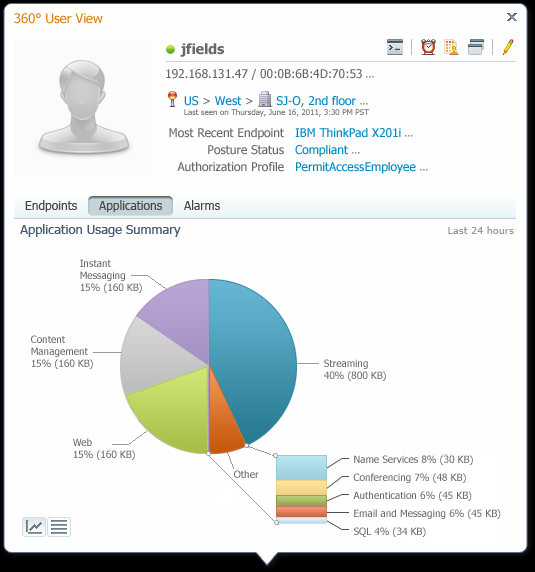 360° User View
jfields
192.168.131.47 / 00:0B:6B:4D:70:53 ...
US > West > SJ-O, 2nd floor ...
Last seen on Thursday, June 16, 2011, 3:30 PM PST
Most Recent Endpoint IBM ThinkPad X201i ...
Posture Status Compliant ...
Authorization Profile PermitAccessEmployee ...
Endpoints Applications Alarms
Application Usage Summary Last 24 hours
Instant
Messaging
15% (160 KB)
Content
Management
15% (160 KB)
Streaming
40% (800 KB)
Web
15% (160 KB)
Other
Name Services 8% (30 KB)
Conferencing 7% (48 KB)
Authentication 6% (45 KB)
Email and Messaging 6% (45 KB)
SQL 4% (34 KB)